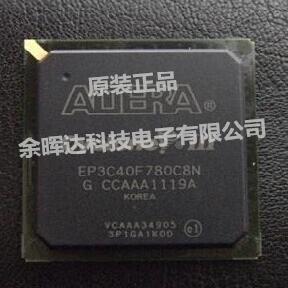 原装正品
ALTERA®
余晖达科技电子有限公司
EP3C40F780C8N
G CCAAA1119A
KOREA
VCAAA34905
3P1GA1K00
e1